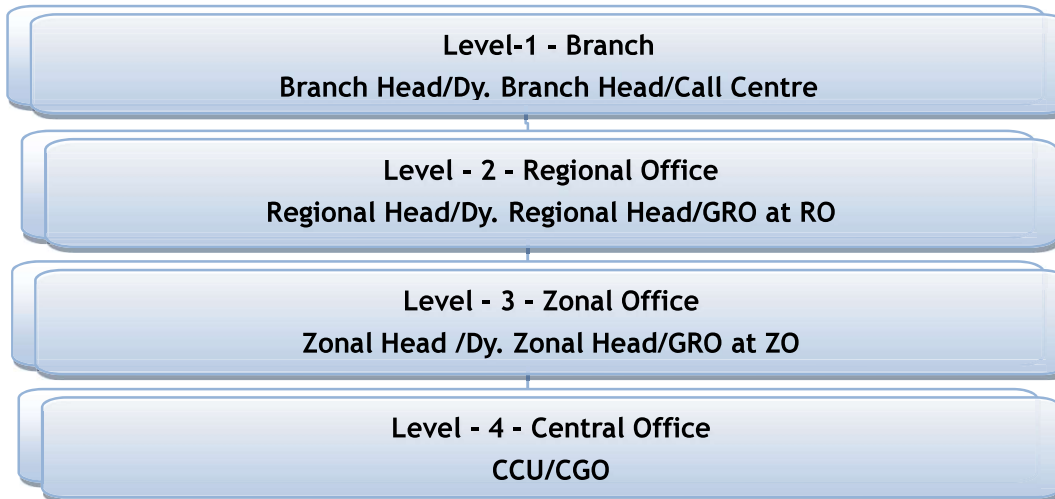 Level-1 - Branch
Branch Head/Dy. Branch Head/Call Centre
Level - 2 - Regional Office
Regional Head/Dy. Regional Head/GRO at RO
Level - 3 - Zonal Office
Zonal Head /Dy. Zonal Head/GRO at ZO
Level - 4 - Central Office
CCU/CGO